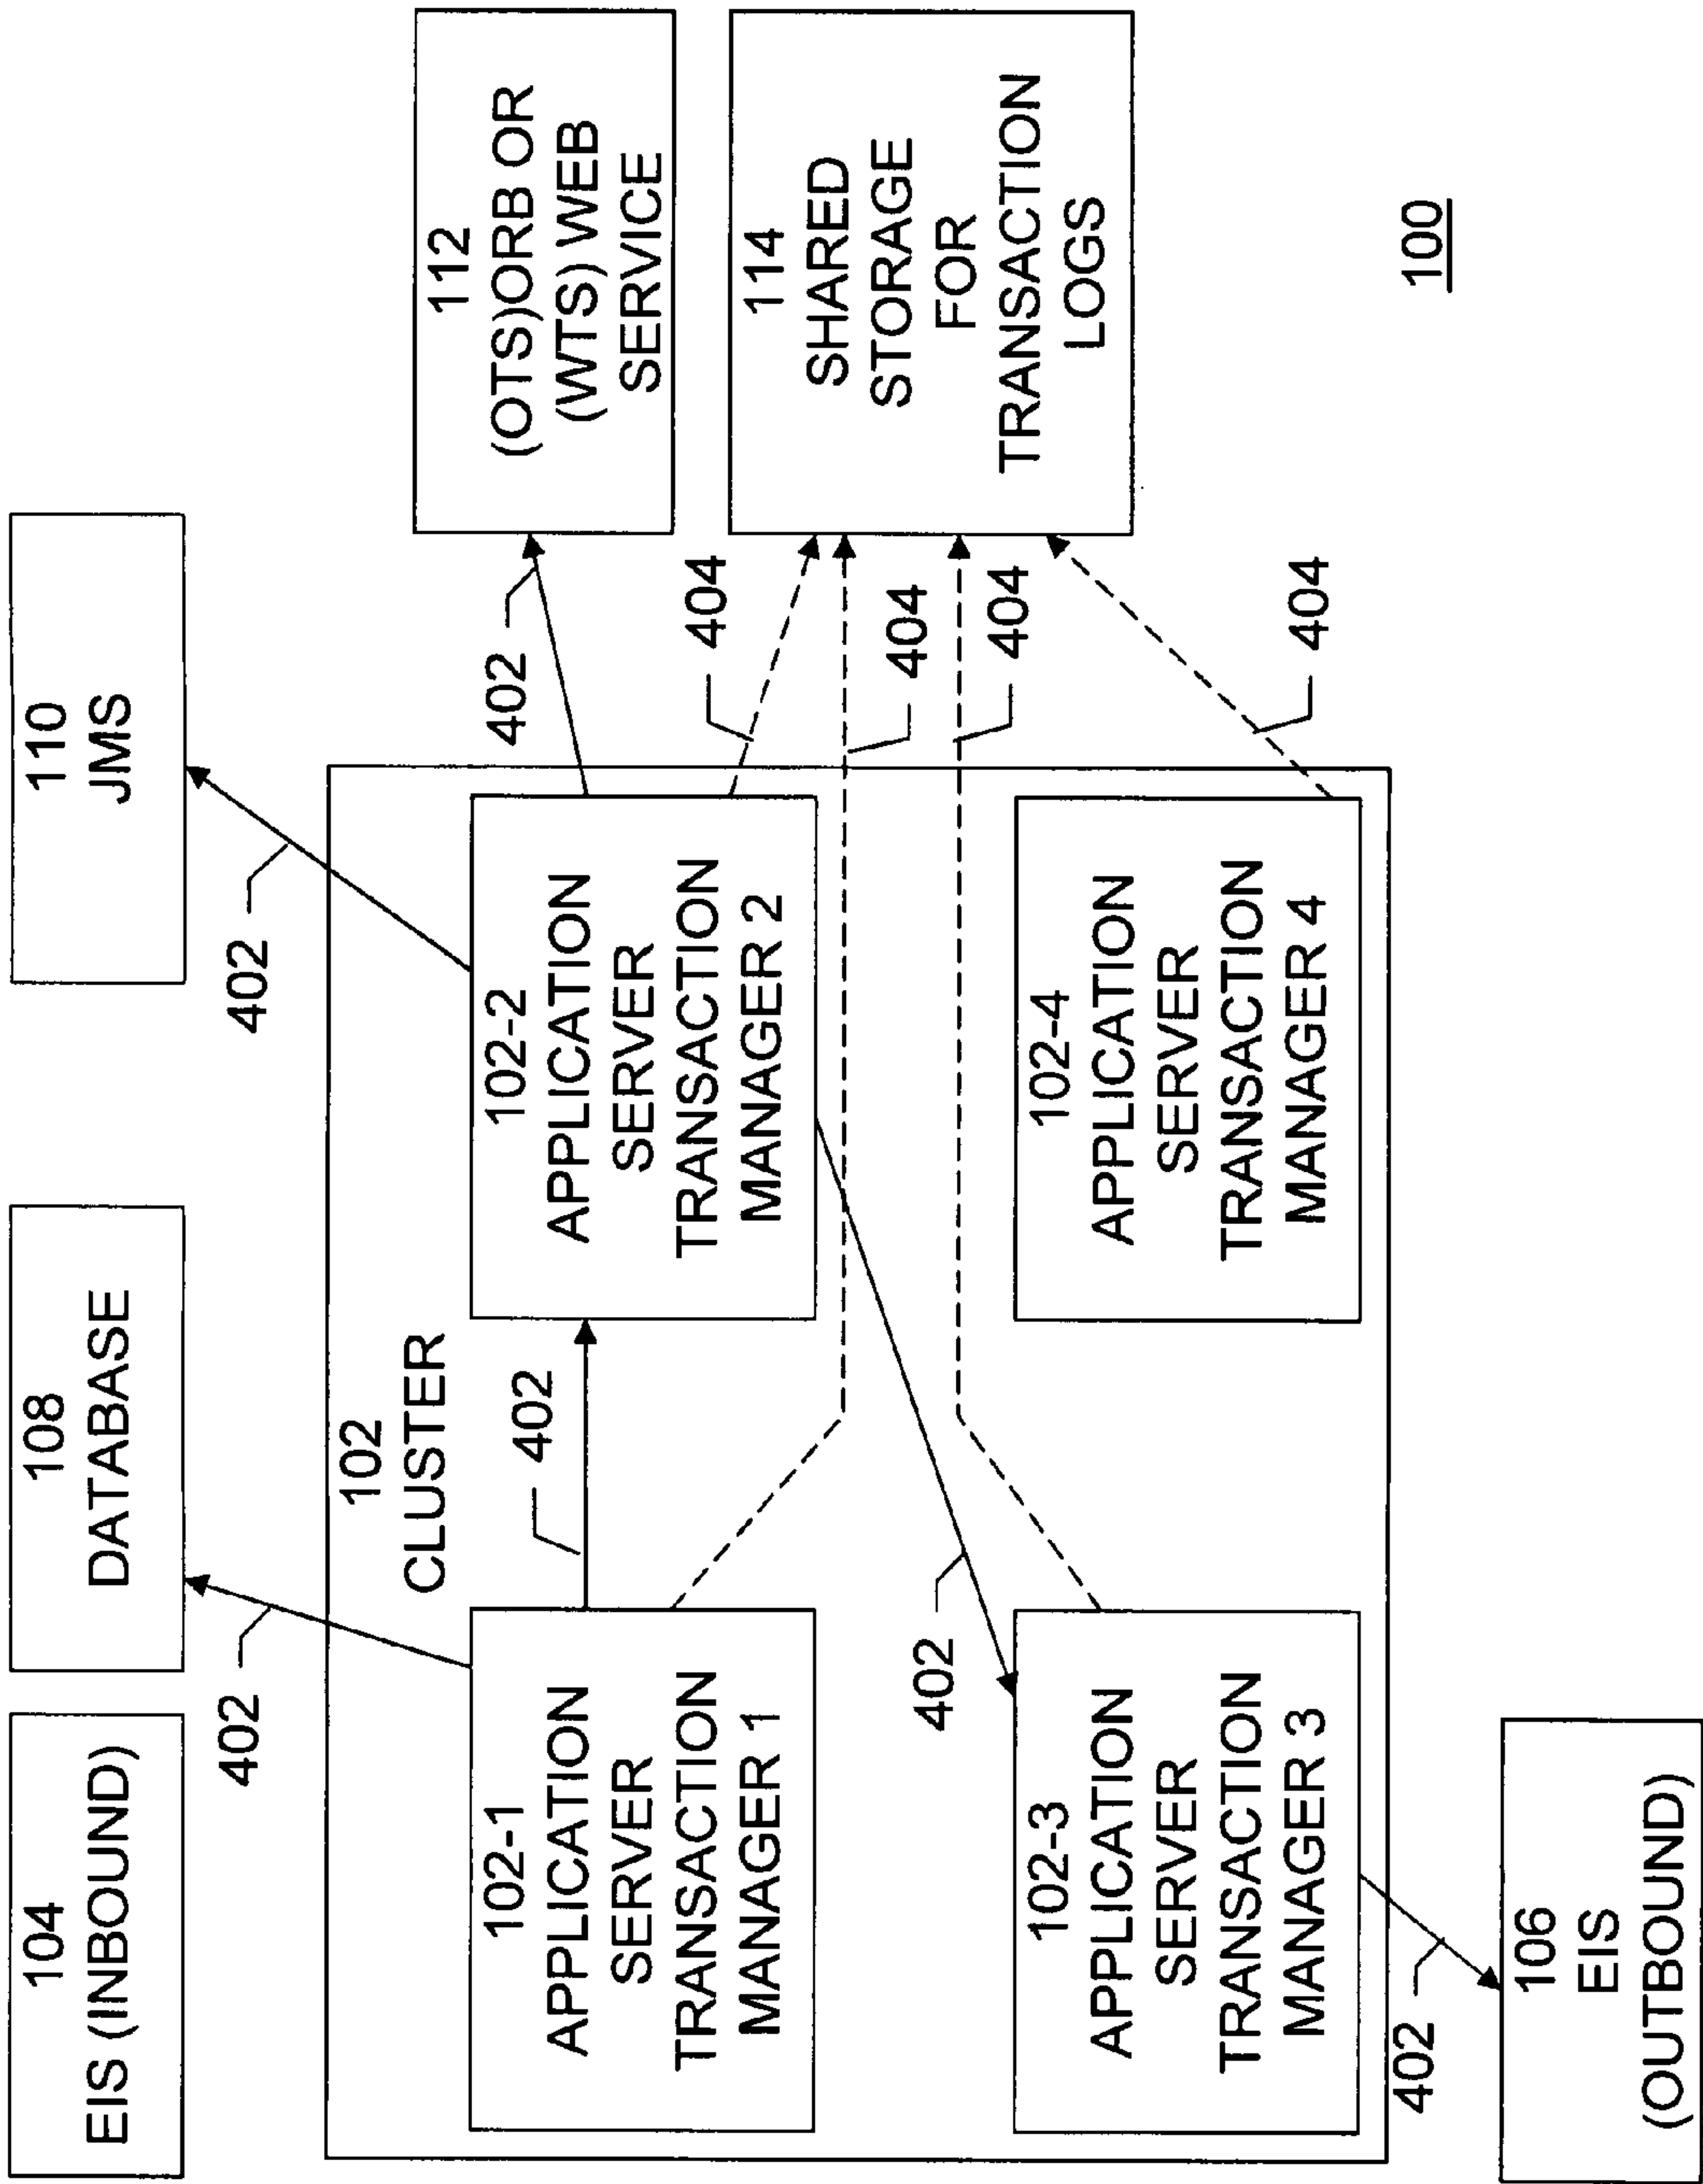 104
EIS (INBOUND)
108
DATABASE
110
JMS
402
402
102
CLUSTER
402
402
112
(OTS)ORB OR
(WTS) WEB
SERVICE
102-1
APPLICATION
SERVER
TRANSACTION
MANAGER 1
102-2
APPLICATION
SERVER
TRANSACTION
MANAGER 2
404
404
404
404
114
SHARED
STORAGE
FOR
TRANSACTION
LOGS
402
102-3
APPLICATION
SERVER
TRANSACTION
MANAGER 3
102-4
APPLICATION
SERVER
TRANSACTION
MANAGER 4
402
106
EIS
(OUTBOUND)
100